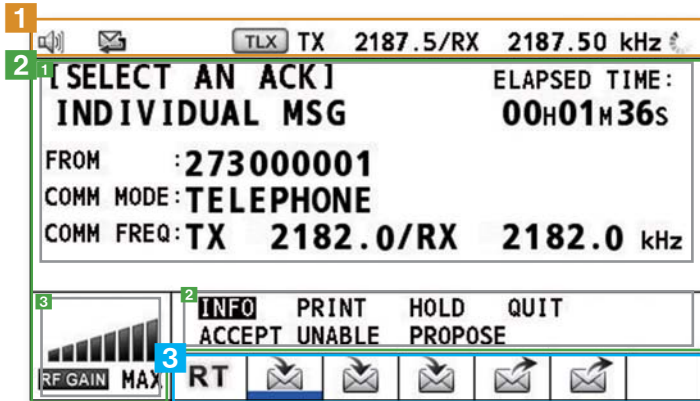 1
TLX TX 2187.5/RX 2187.50 kHz
2
1
[SELECT AN ACK] ELAPSED TIME:
INDIVIDUAL MSG 00H01M36S
FROM :273000001
COMM MODE:TELEPHONE
COMM FREQ:TX 2182.0/RX 2182.0 kHz
3
2
INFO PRINT HOLD QUIT
ACCEPT UNABLE PROPOSE
3
RF GAIN MAX RT